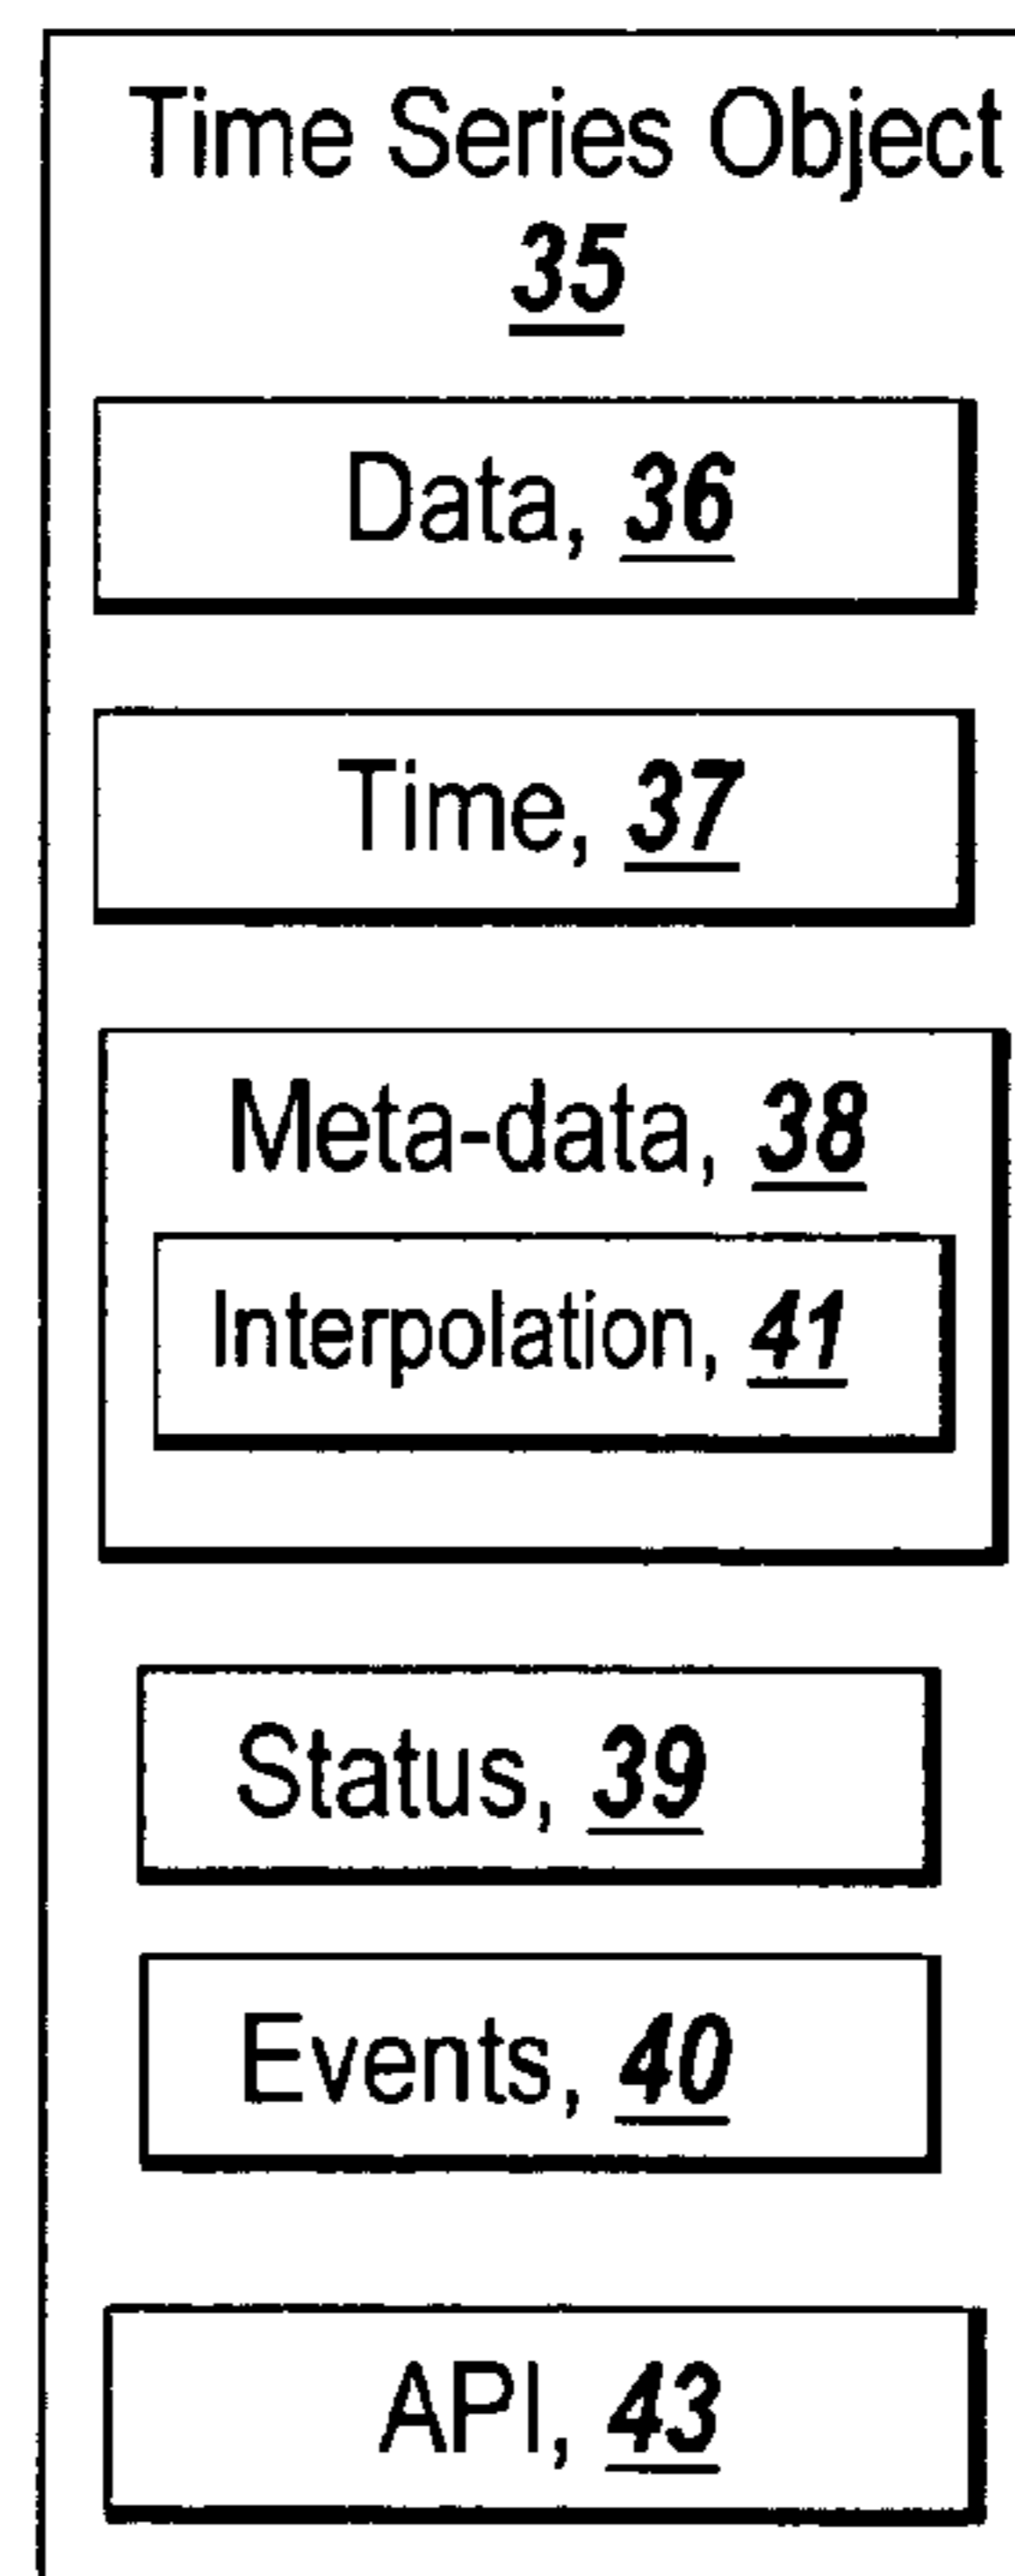 Time Series Object
35
Data, 36
Time, 37
Meta-data, 38
Interpolation, 41
Status, 39
Events, 40
API, 43